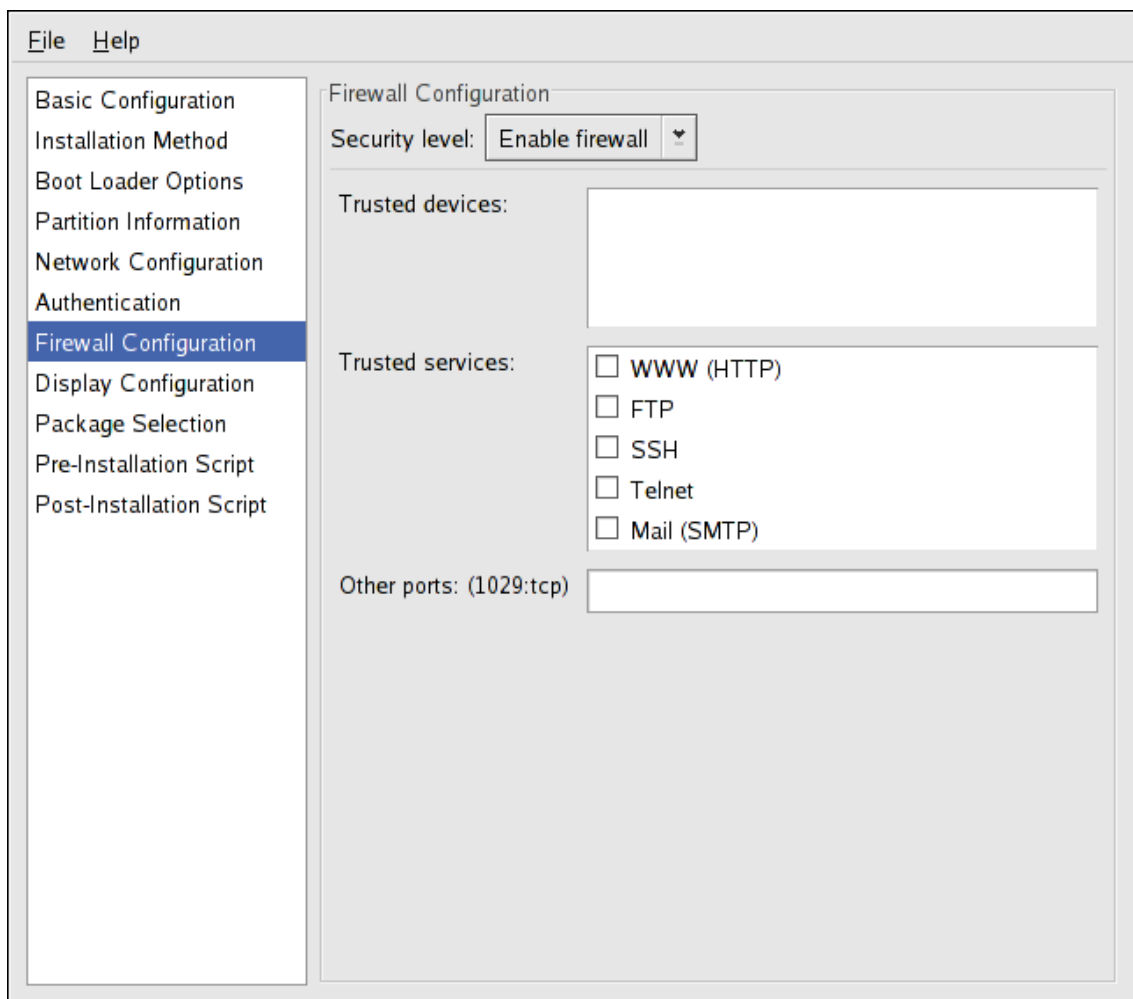 File Help
Basic Configuration
Installation Method
Boot Loader Options
Partition Information
Network Configuration
Authentication
Firewall Configuration
Display Configuration
Package Selection
Pre-Installation Script
Post-Installation Script
Firewall Configuration
Security level: Enable firewall
Trusted devices:
Trusted services:
WWW (HTTP)
FTP
SSH
Telnet
Mail (SMTP)
Other ports: (1029:tcp)